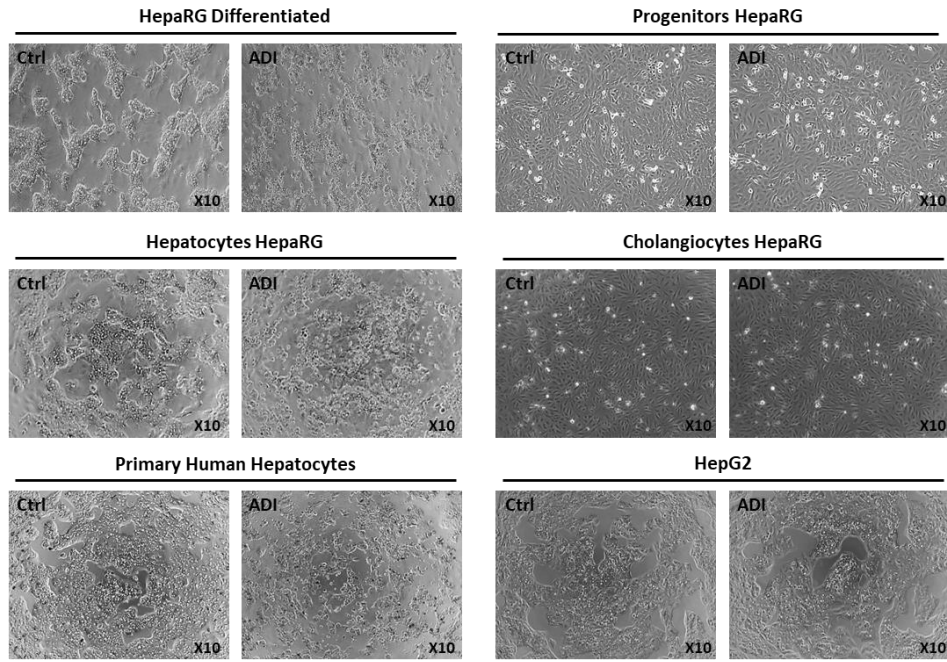 HepaRG Differentiated
Ctrl
X10
ADI
X10
Progenitors HepaRG
Ctrl
X10
ADI
X10
Hepatocytes HepaRG
Ctrl
X10
ADI
X10
Cholangiocytes HepaRG
Ctrl
X10
ADI
X10
Primary Human Hepatocytes
Ctrl
X10
ADI
X10
HepG2
Ctrl
X10
ADI
X10